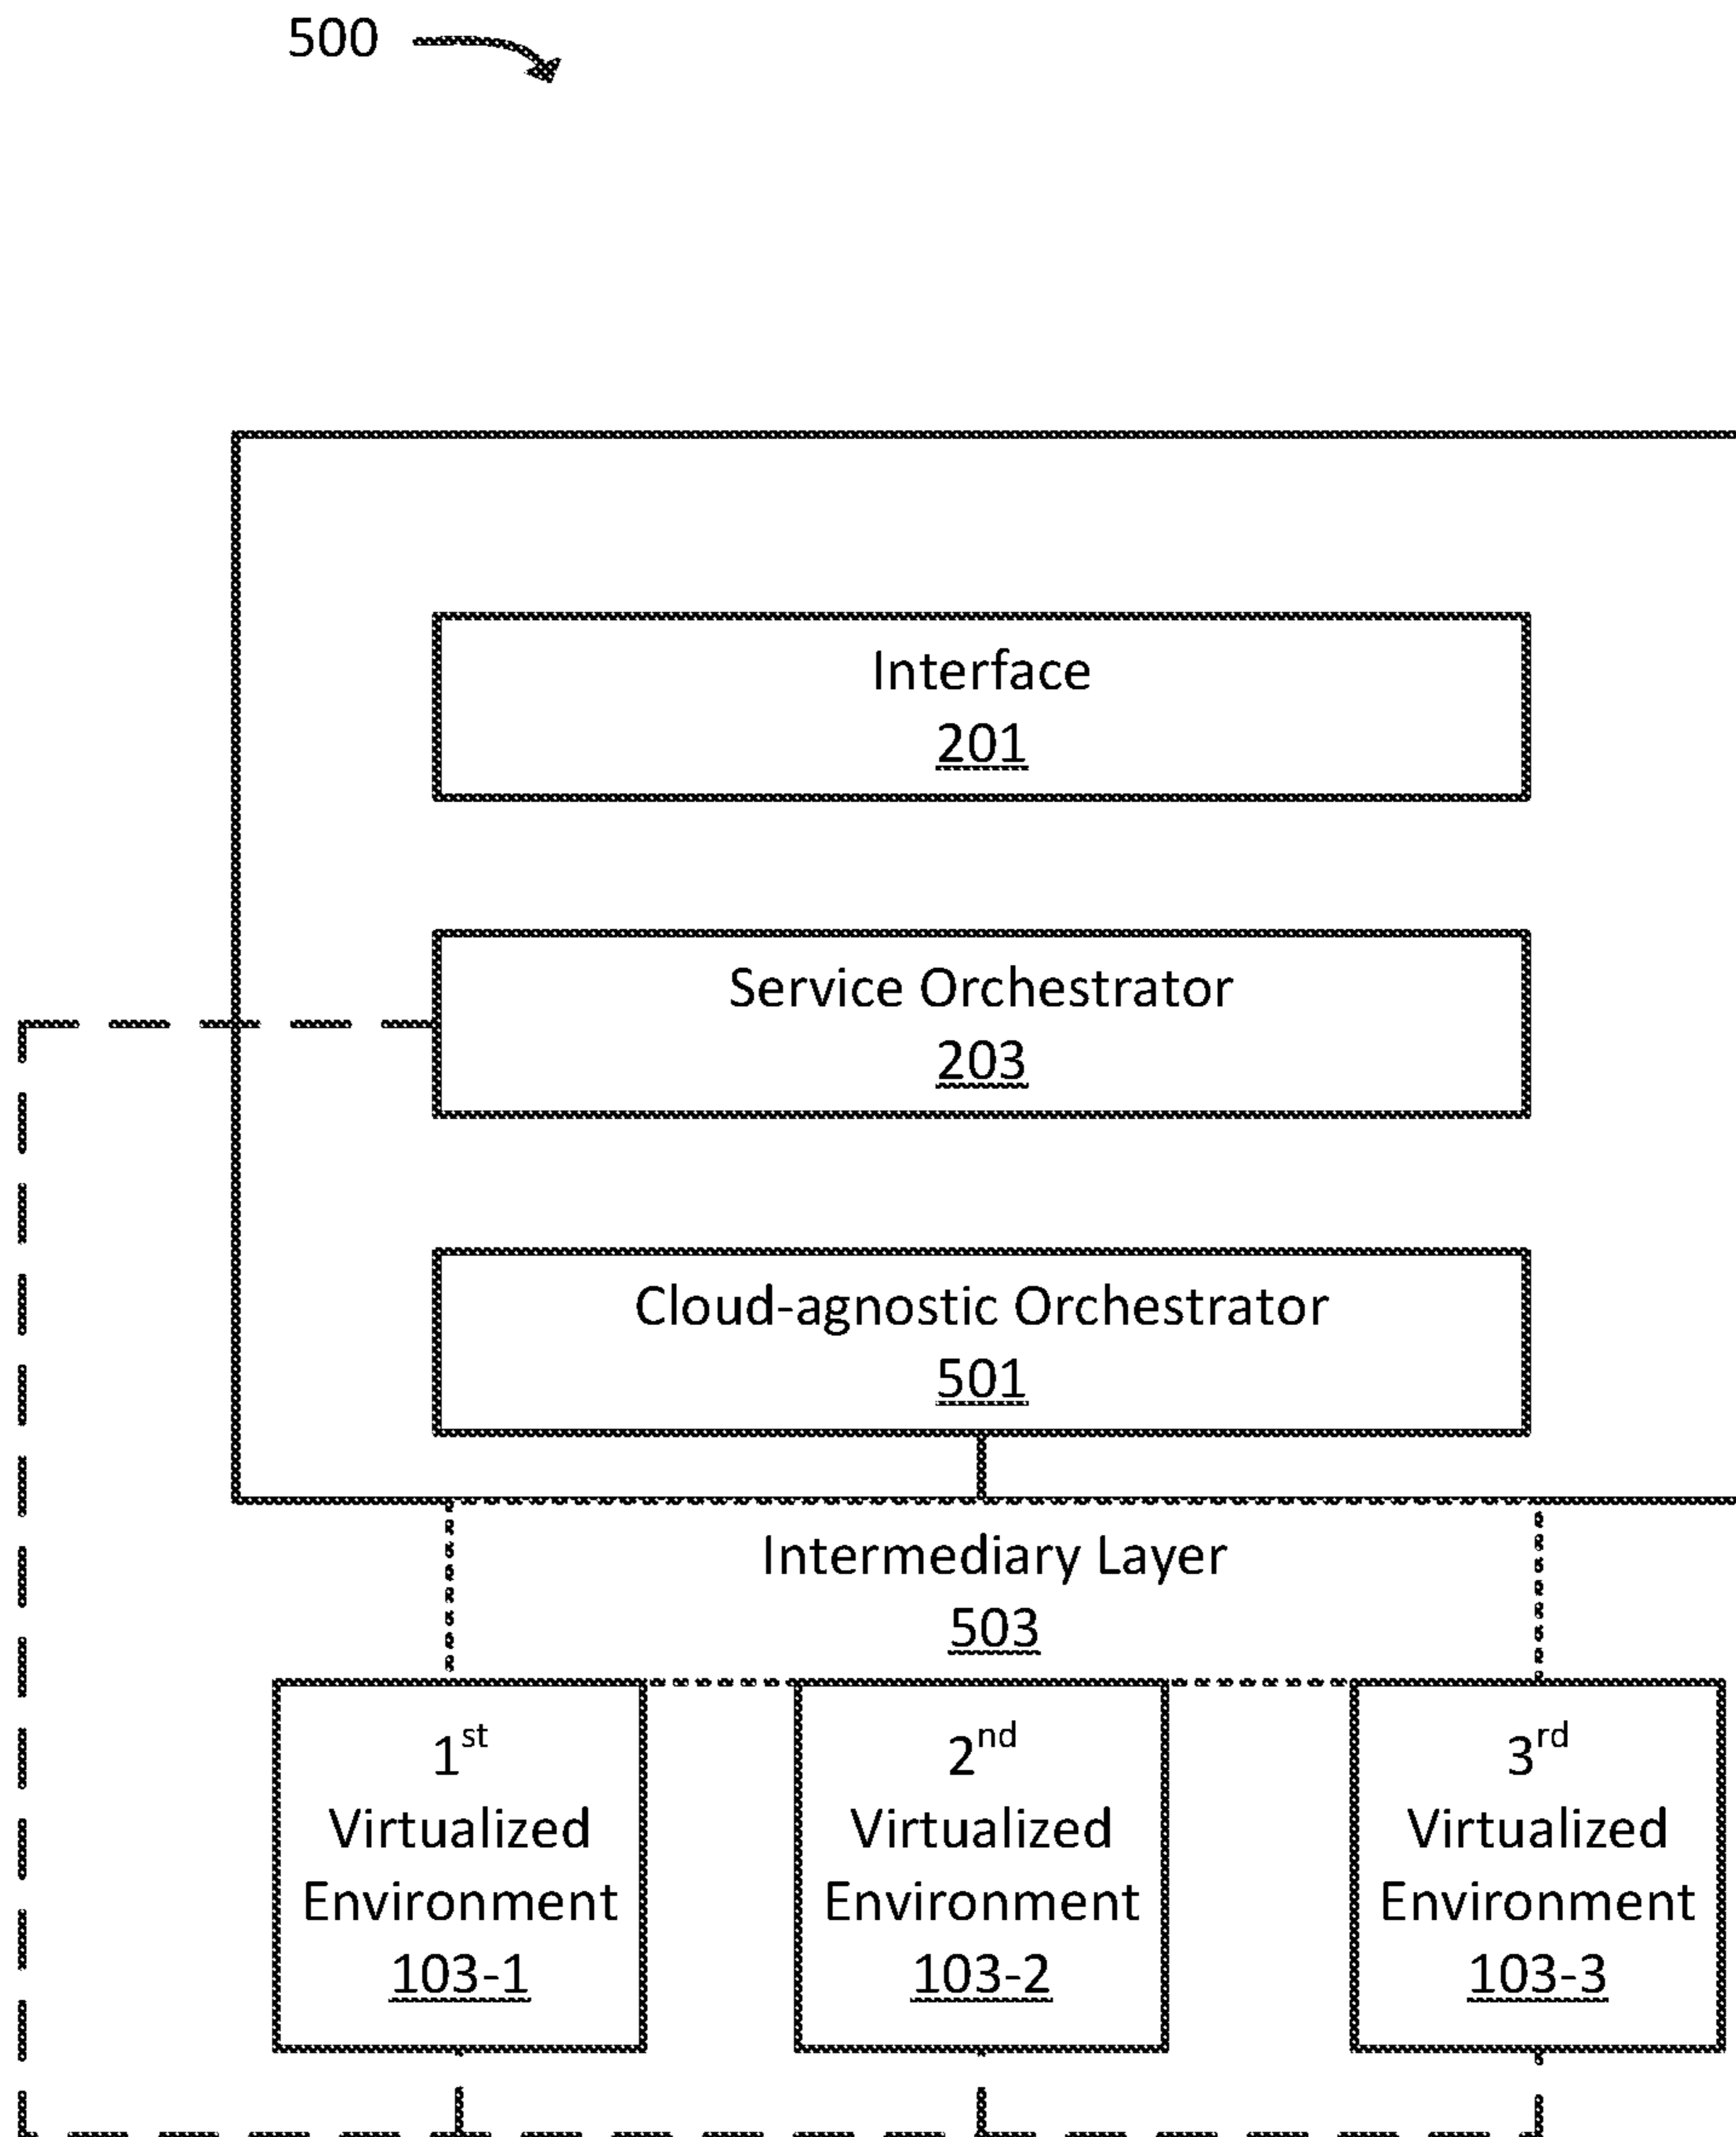 500
Interface
201
Service Orchestrator
203
Cloud-agnostic Orchestrator
501
Intermediary Layer
503
1st
Virtualized
Environment
103-1
2nd
Virtualized
Environment
103-2
3rd
Virtualized
Environment
103-3